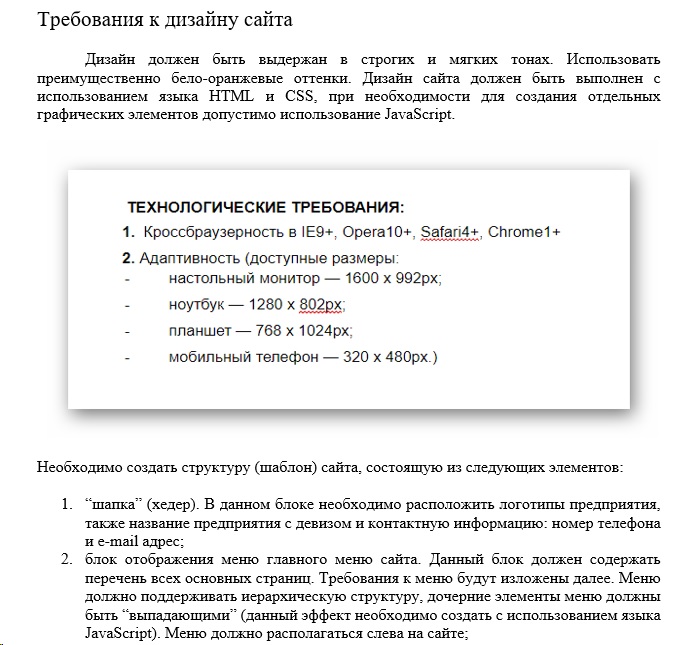 Требования к дизайну сайта
Дизайн должен быть выдержан в строгих и мягких тонах. Использовать
преимущественно бело-оранжевые оттенки. Дизайн сайта должен быть выполнен с
использованием языка HTML и CSS, при необходимости для создания отдельных
графических элементов допустимо использование JavaScript.
ТЕХНОЛОГИЧЕСКИЕ ТРЕБОВАНИЯ:
1. Кроссбраузерность в IE9+, Opera10+, Safari4+, Chrome1+
2. Адаптивность (доступные размеры:
- настольный монитор — 1600 x 992px;
- ноутбук — 1280 x 802px;
- планшет — 768 x 1024px;
- мобильный телефон — 320 x 480px.)
Необходимо создать структуру (шаблон) сайта, состоящую из следующих элементов:
1. “шапка” (хедер). В данном блоке необходимо расположить логотипы предприятия,
также название предприятия с девизом и контактную информацию: номер телефона
и e-mail адрес;
2. блок отображения меню главного меню сайта. Данный блок должен содержать
перечень всех основных страниц. Требования к меню будут изложены далее. Меню
должно поддерживать иерархическую структуру, дочерние элементы меню должны
быть “выпадающими” (данный эффект необходимо создать с использованием языка
JavaScript). Меню должно располагаться слева на сайте;